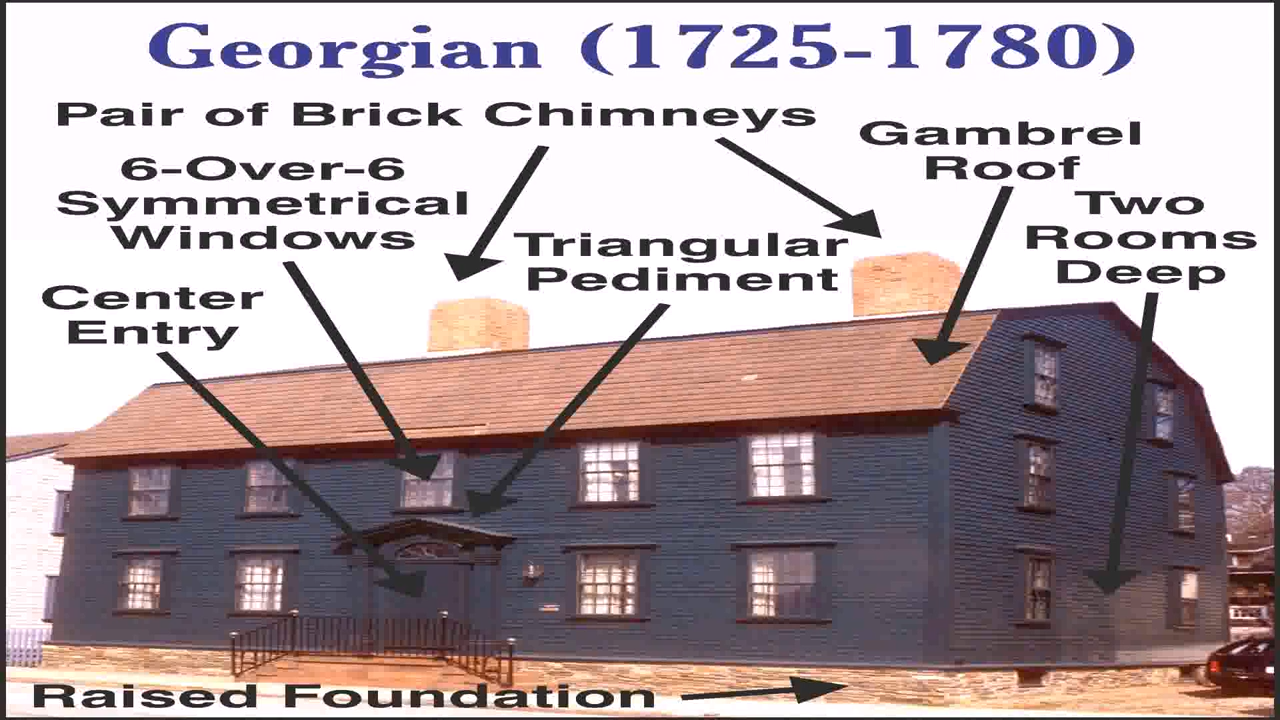 Georgian (1725-1780)
Pair of Brick Chimneys
Gambrel
Roof
6-Over-6
Symmetrical
Windows
Two
Rooms
Deep
Triangular
Pediment
Center
Entry
Raised Foundation